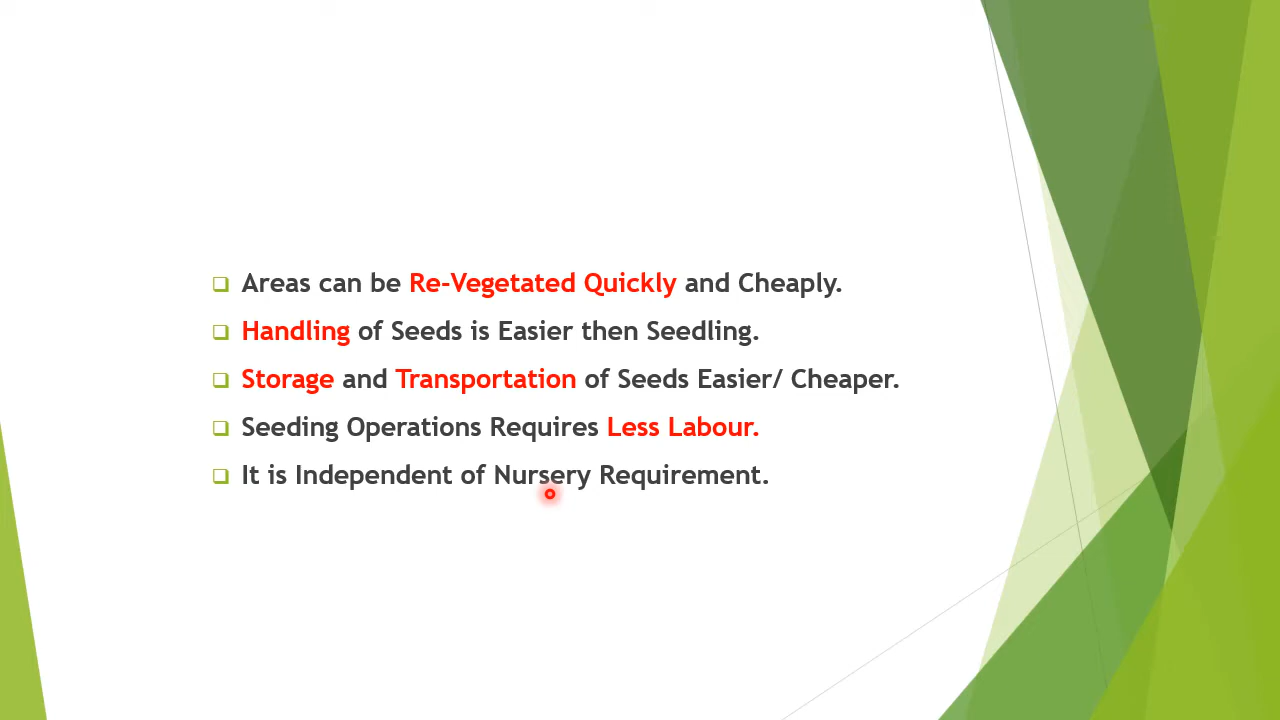 Areas can be Re-Vegetated Quickly and Cheaply.
Handling of Seeds is Easier then Seedling.
Storage and Transportation of Seeds Easier/ Cheaper.
Seeding Operations Requires Less Labour.
It is Independent of Nursery Requirement.